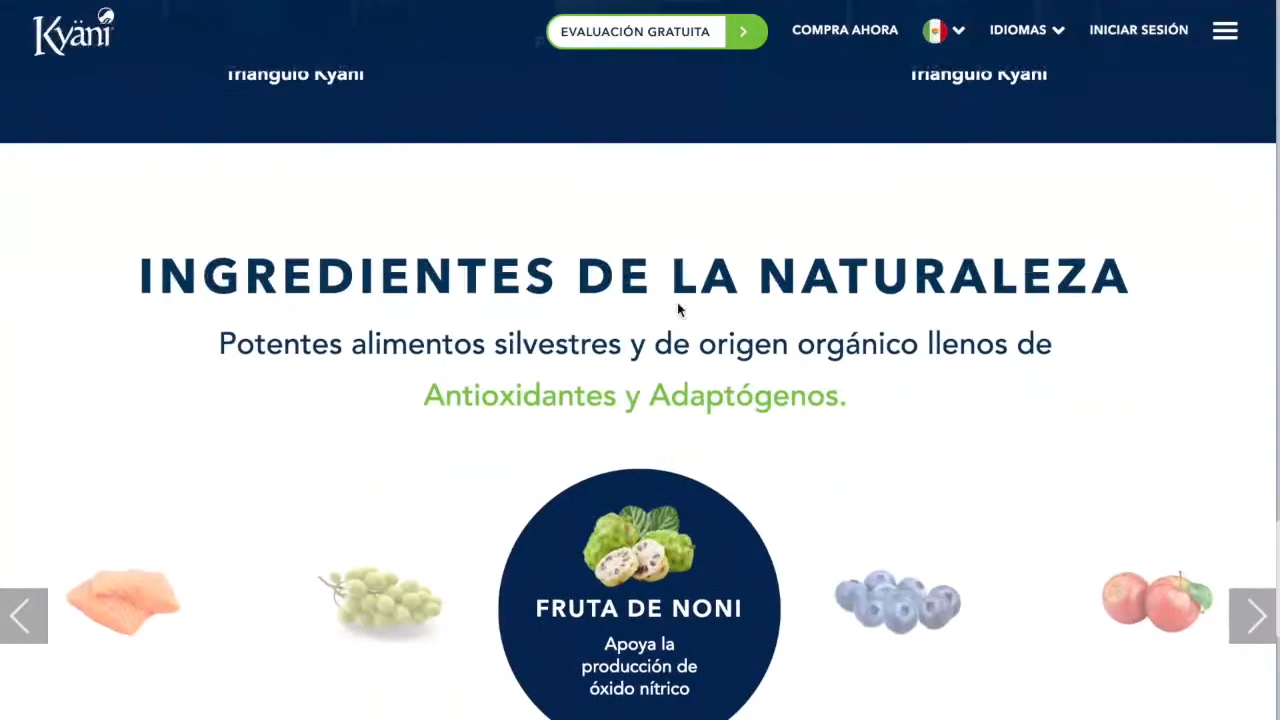 Kyäni
EVALUACIÓN GRATUITA
COMPRA AHORA
IDIOMAS
INICIAR SESIÓN
Triángulo Kyäni
Triángulo Kyäni
INGREDIENTES DE LA NATURALEZA
Potentes alimentos silvestres y de origen orgánico llenos de
Antioxidantes y Adaptógenos.
FRUTA DE NONI
Apoya la
producción de
óxido nítrico